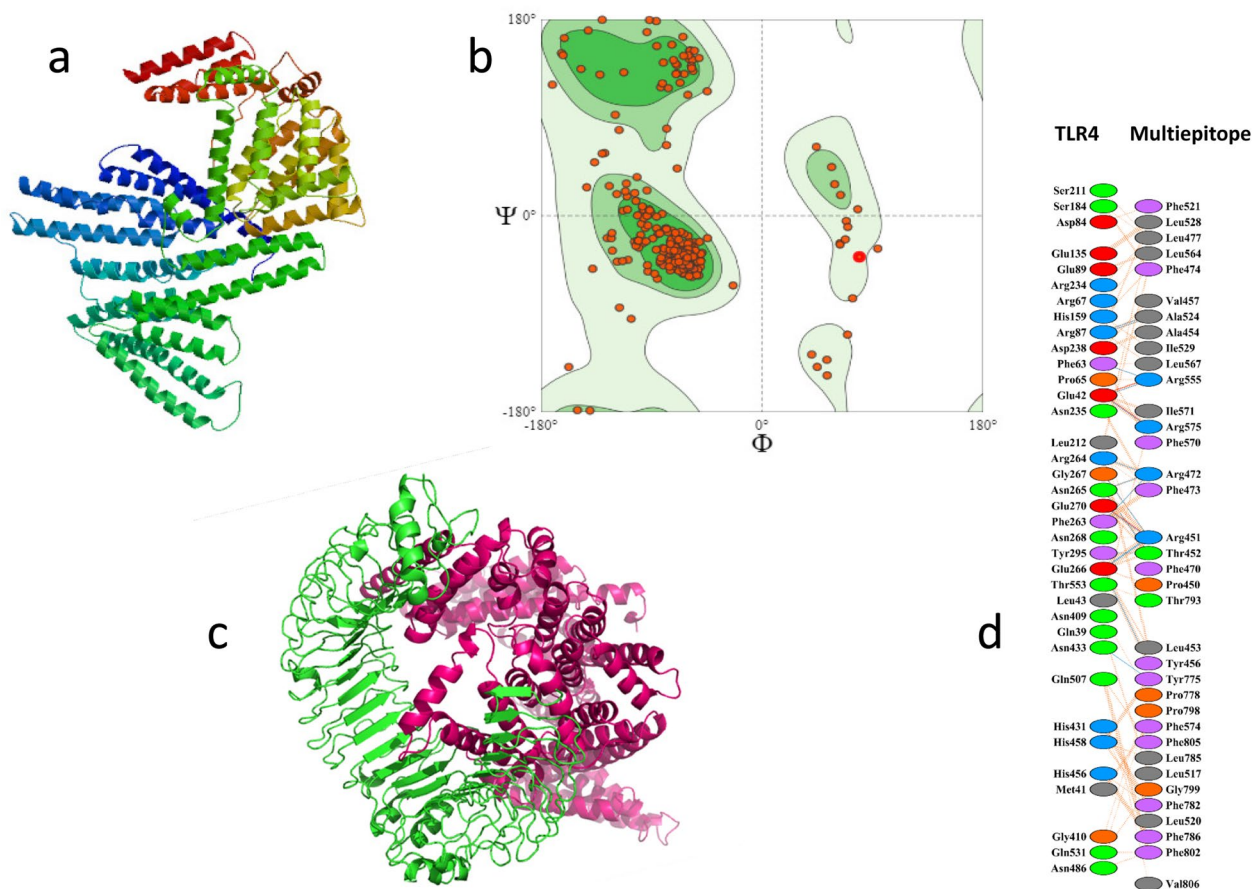 a
b
180°
Ψ
0°
-180°
-180°
0°
180°
Φ
c
d
TLR4 Multiepitope
Ser211
Ser184 Phe521
Asp84 Leu528
Leu477
Glu135 Leu564
Glu89 Phe474
Arg234
Arg67 Val457
His159 Ala524
Arg87 Ala454
Asp238 Ile529
Phe63 Leu567
Pro65 Arg555
Glu42
Asn235 Ile571
Arg575
Leu212 Phe570
Arg264
Gly267 Arg472
Asn265 Phe473
Glu270
Phe263
Asn268 Arg451
Tyr295 Thr452
Glu266 Phe470
Thr553 Pro450
Leu43 Thr793
Asn409
Gln39
Asn433 Leu453
Tyr456
Gln507 Tyr775
Pro778
Pro798
His431 Phe574
His458 Phe805
Leu785
His456 Leu517
Met41 Gly799
Phe782
Leu520
Gly410 Phe786
Gln531 Phe802
Asn486
Val806